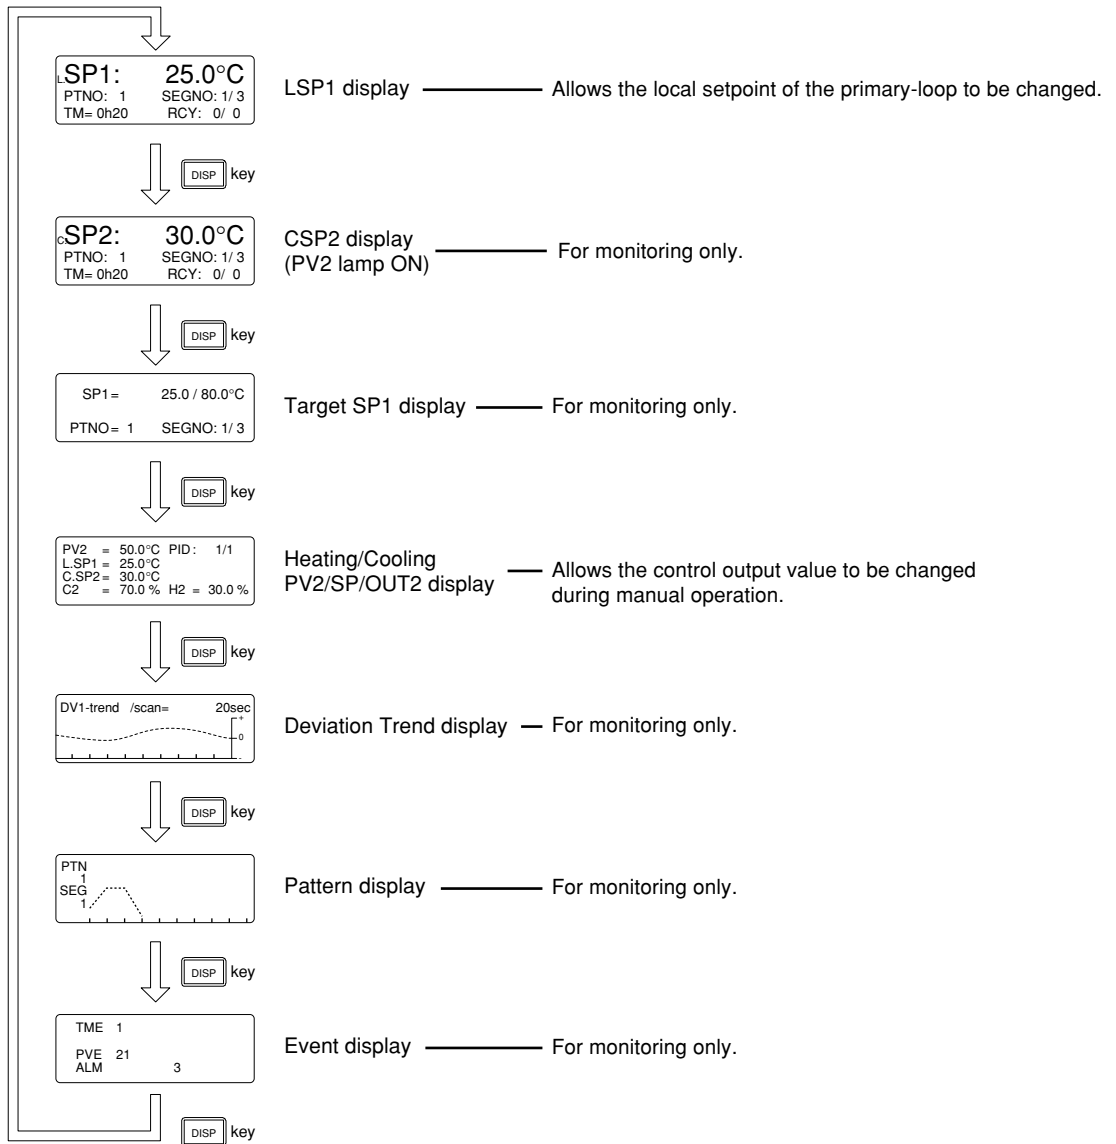 L.SP1: 25.0°C
PTNO: 1 SEGNO: 1/ 3
TM= 0h20 RCY: 0/ 0
LSP1 display
Allows the local setpoint of the primary-loop to be changed.
DISP key
C.SP2: 30.0°C
PTNO: 1 SEGNO: 1/ 3
TM= 0h20 RCY: 0/ 0
CSP2 display
(PV2 lamp ON)
For monitoring only.
DISP key
SP1= 25.0 / 80.0°C
PTNO= 1 SEGNO: 1/ 3
Target SP1 display
For monitoring only.
DISP key
PV2 = 50.0°C PID: 1/1
L.SP1 = 25.0°C
C.SP2= 30.0°C
C2 = 70.0 % H2 = 30.0 %
Heating/Cooling
PV2/SP/OUT2 display
Allows the control output value to be changed
during manual operation.
DISP key
DV1-trend /scan= 20sec
+
0
-
Deviation Trend display
For monitoring only.
DISP key
PTN
1
SEG
1
Pattern display
For monitoring only.
DISP key
TME 1
PVE 21
ALM 3
Event display
For monitoring only.
DISP key